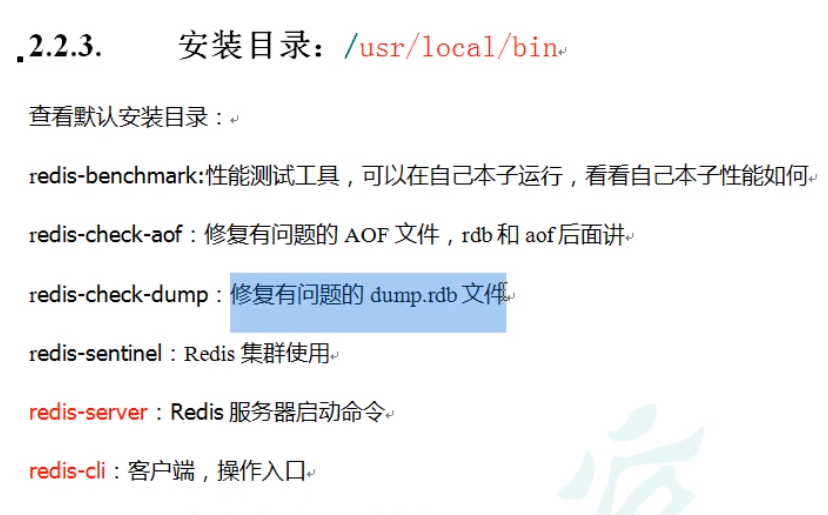 2.2.3. 安装目录：/usr/local/bin
查看默认安装目录：
redis-benchmark:性能测试工具，可以在自己本子运行，看看自己本子性能如何
redis-check-aof：修复有问题的 AOF 文件，rdb 和 aof 后面讲
redis-check-dump：修复有问题的 dump.rdb 文件
redis-sentinel：Redis 集群使用
redis-server：Redis 服务器启动命令
redis-cli：客户端，操作入口